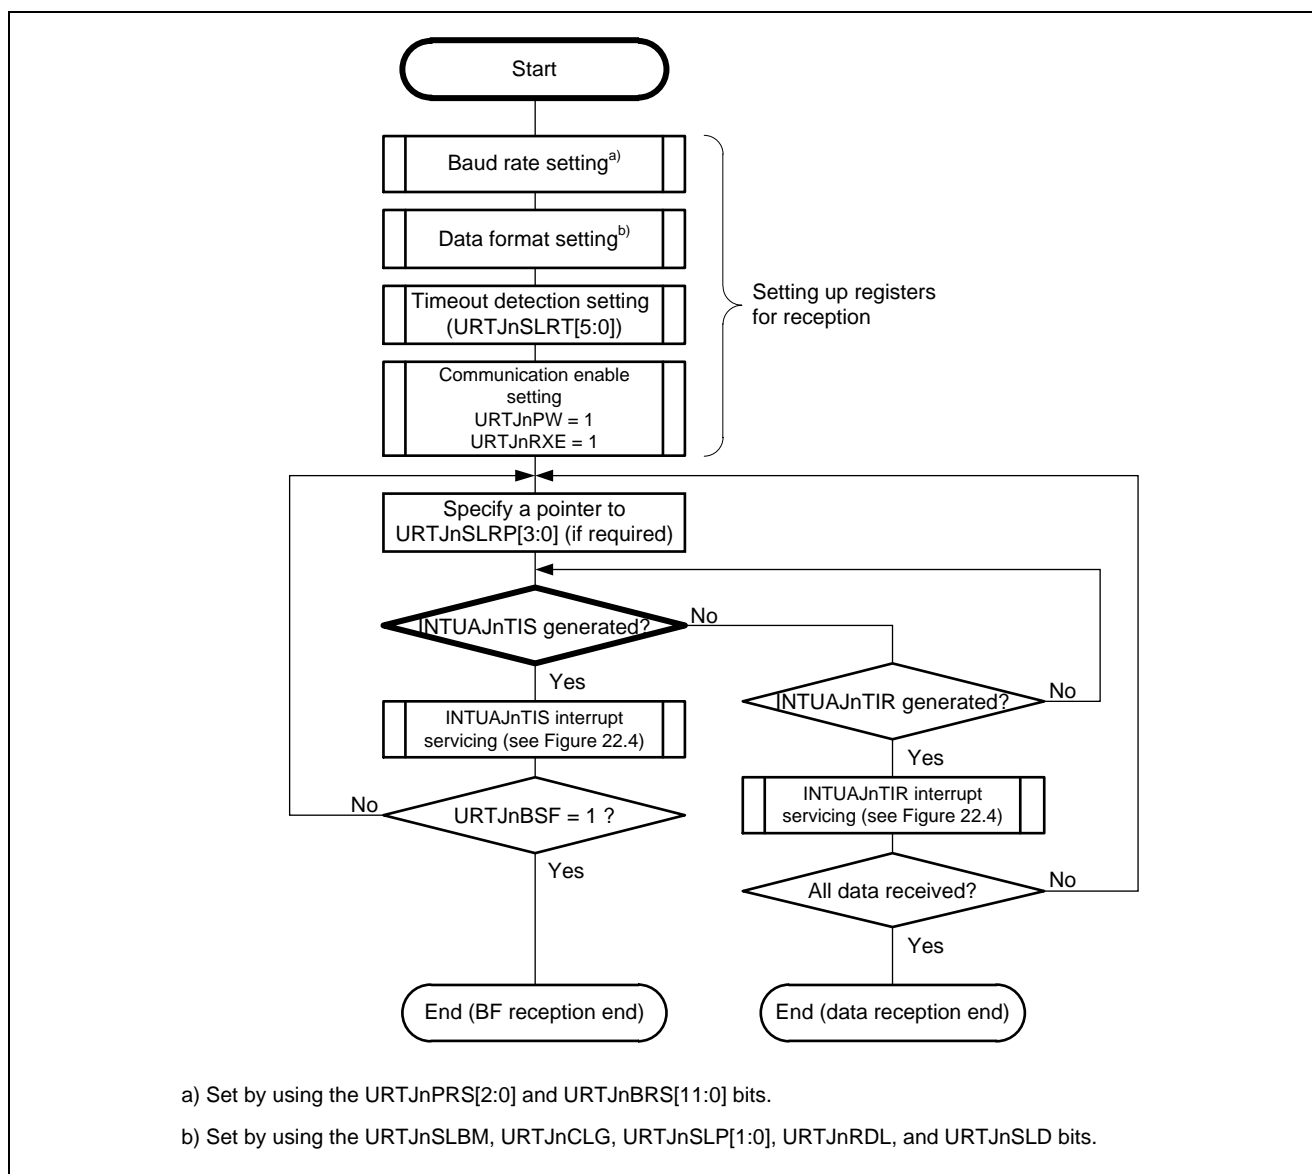 Start
Baud rate setting a)
Data format setting b)
Timeout detection setting
(URTJnSLRT[5:0])
Communication enable
setting
URTJnPW = 1
URTJnRXE = 1
Setting up registers
for reception
Specify a pointer to
URTJnSLRP[3:0] (if required)
INTUAJnTIS generated?
No
Yes
INTUAJnTIR generated?
No
Yes
INTUAJnTIS interrupt
servicing (see Figure 22.4)
INTUAJnTIR interrupt
servicing (see Figure 22.4)
No
URTJnBSF = 1 ?
Yes
All data received?
No
Yes
End (BF reception end)
End (data reception end)
a) Set by using the URTJnPRS[2:0] and URTJnBRS[11:0] bits.
b) Set by using the URTJnSLBM, URTJnCLG, URTJnSLP[1:0], URTJnRDL, and URTJnSLD bits.